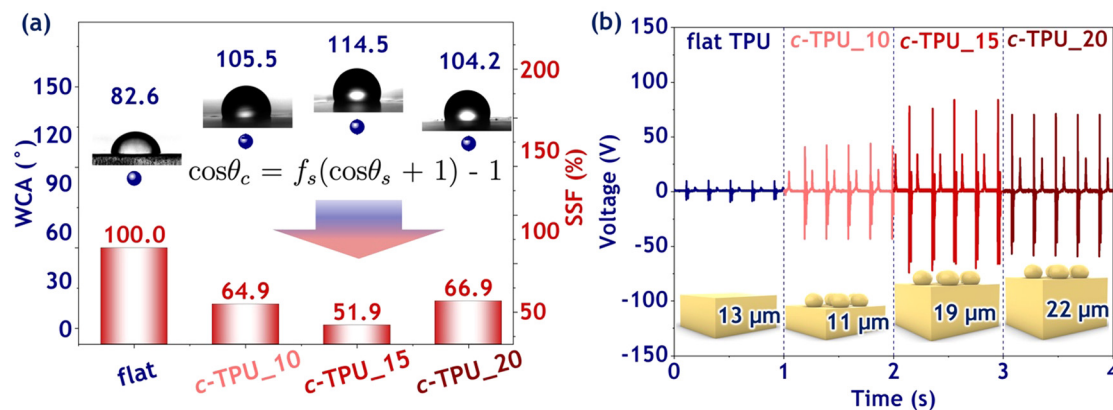 (a)
WCA (°)
150
120
90
60
30
0
82.6
105.5
114.5
104.2
cosθc = fs(cosθs + 1) - 1
100.0
64.9
51.9
66.9
200
150
100
50
SSF (%)
flat
c-TPU_10
c-TPU_15
c-TPU_20
(b)
Voltage (V)
150
100
50
0
-50
-100
-150
flat TPU
c-TPU_10
c-TPU_15
c-TPU_20
13 µm
11 µm
19 µm
22 µm
0
1
2
3
4
Time (s)